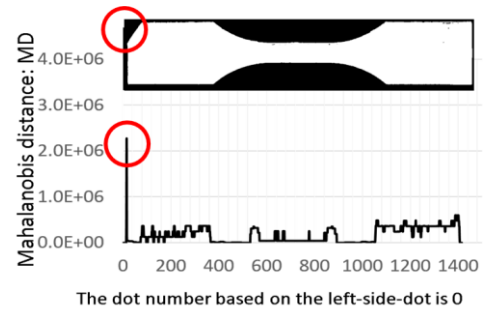 Mahalanobis distance: MD
4.0E+06
3.0E+06
2.0E+06
1.0E+06
0.0E+00
0 200 400 600 800 1000 1200 1400
The dot number based on the left-side-dot is 0